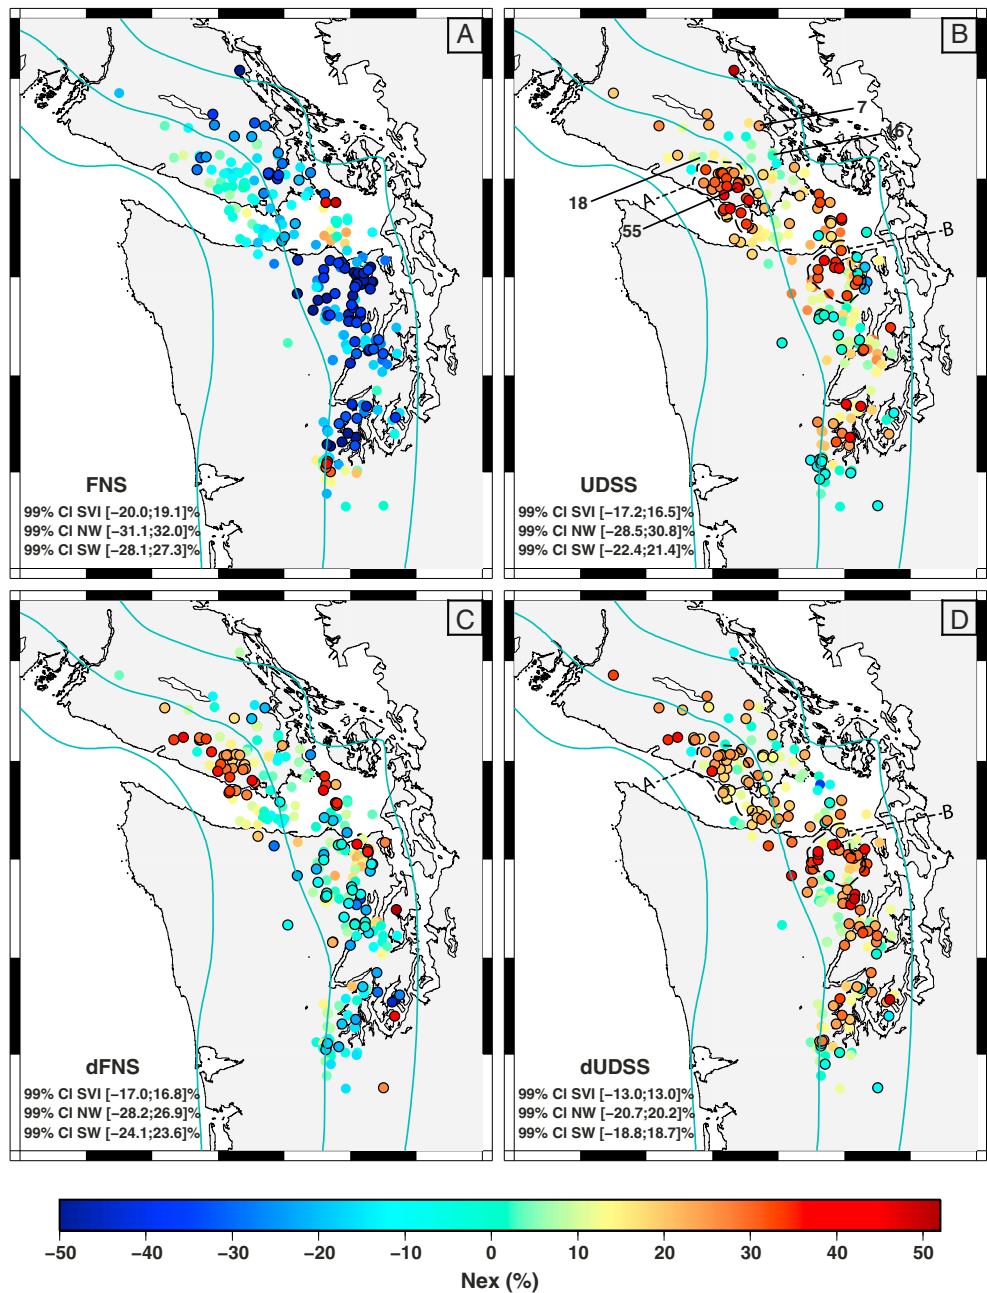 A
FNS
99% CI SVI [−20.0;19.1]%
99% CI NW [−31.1;32.0]%
99% CI SW [−28.1;27.3]%
B
7
16
18
A
55
B
UDSS
99% CI SVI [−17.2;16.5]%
99% CI NW [−28.5;30.8]%
99% CI SW [−22.4;21.4]%
C
dFNS
99% CI SVI [−17.0;16.8]%
99% CI NW [−28.2;26.9]%
99% CI SW [−24.1;23.6]%
D
A
B
dUDSS
99% CI SVI [−13.0;13.0]%
99% CI NW [−20.7;20.2]%
99% CI SW [−18.8;18.7]%
−50 −40 −30 −20 −10 0 10 20 30 40 50
Nex (%)